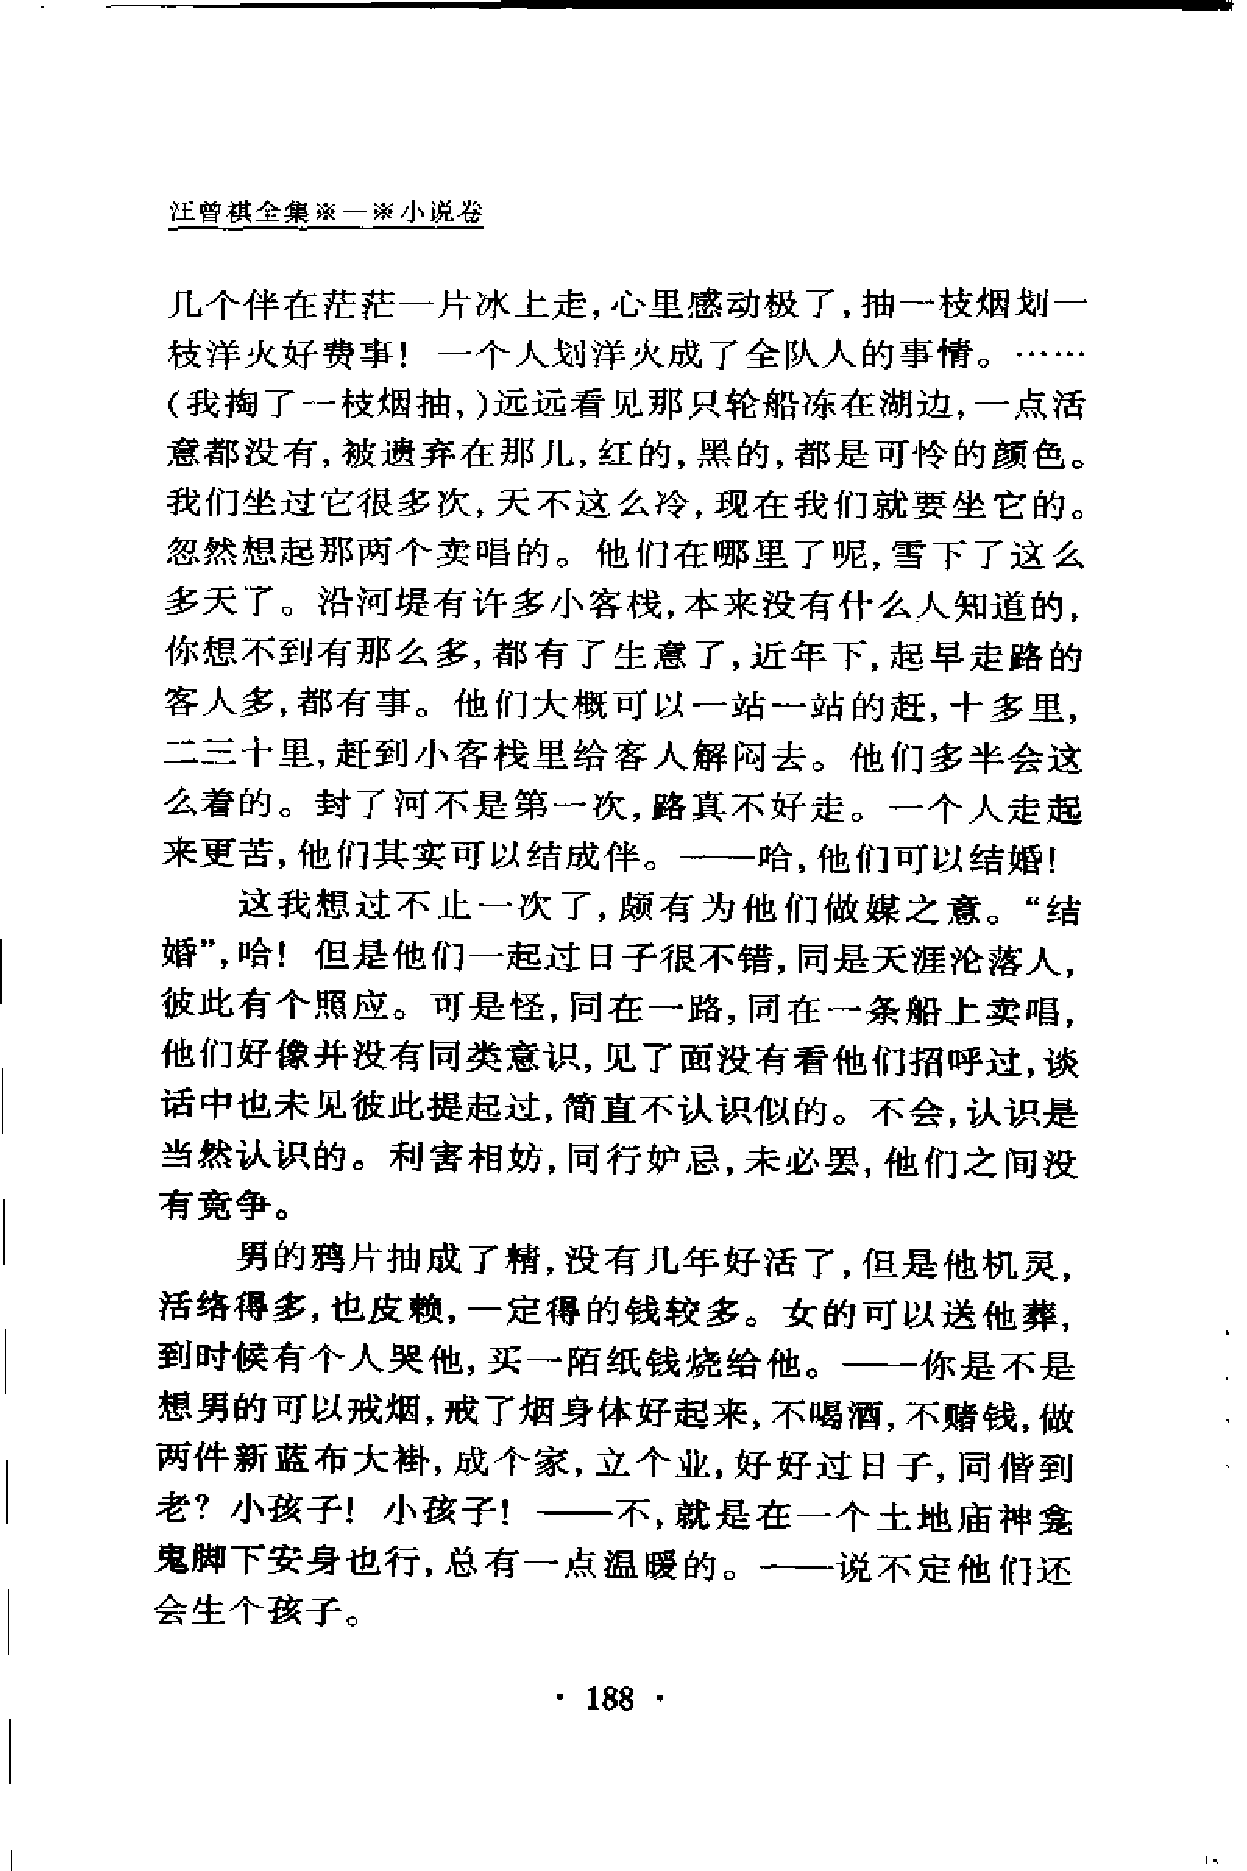 汪曾祺全集※一※小说卷
几个伴在茫茫一片冰上走,心里感动极了,抽一枝烟划一
枝洋火好费事! 一个人划洋火成了全队人的事情。……
(我掏了一枝烟抽,)远远看见那只轮船冻在湖边,一点活
意都没有,被遗弃在那儿,红的,黑的,都是可怜的颜色。
我们坐过它很多次,天不这么冷,现在我们就要坐它的。
忽然想起那两个卖唱的。他们在哪里了呢,雪下了这么
多天了。沿河堤有许多小客栈,本来没有什么人知道的,
你想不到有那么多,都有了生意了,近年下,起早走路的
客人多,都有事。他们大概可以一站一站的赶,十多里,
二三十里,赶到小客栈里给客人解闷去。他们多半会这
么着的。封了河不是第一次,路真不好走。一个人走起
来更苦,他们其实可以结成伴。——哈,他们可以结婚!
这我想过不止一次了,颇有为他们做媒之意。“结
婚”,哈! 但是他们一起过日子很不错,同是天涯沦落人,
彼此有个照应。可是怪,同在一路,同在一条船上卖唱,
他们好像并没有同类意识,见了面没有看他们招呼过,谈
话中也未见彼此提起过,简直不认识似的。不会,认识是
当然认识的。利害相妨,同行妒忌,未必罢,他们之间没
有竞争。
男的鸦片抽成了精,没有几年好活了,但是他机灵,
活络得多,也皮赖,一定得的钱较多。女的可以送他葬,
到时候有个人哭他,买一陌纸钱烧给他。——你是不是
想男的可以戒烟,戒了烟身体好起来,不喝酒,不赌钱,做
两件新蓝布大褂,成个家,立个业,好好过日子,同偕到
老? 小孩子! 小孩子! ——不,就是在一个土地庙神龛
鬼脚下安身也行,总有一点温暖的。——说不定他们还
会生个孩子。
· 188 ·